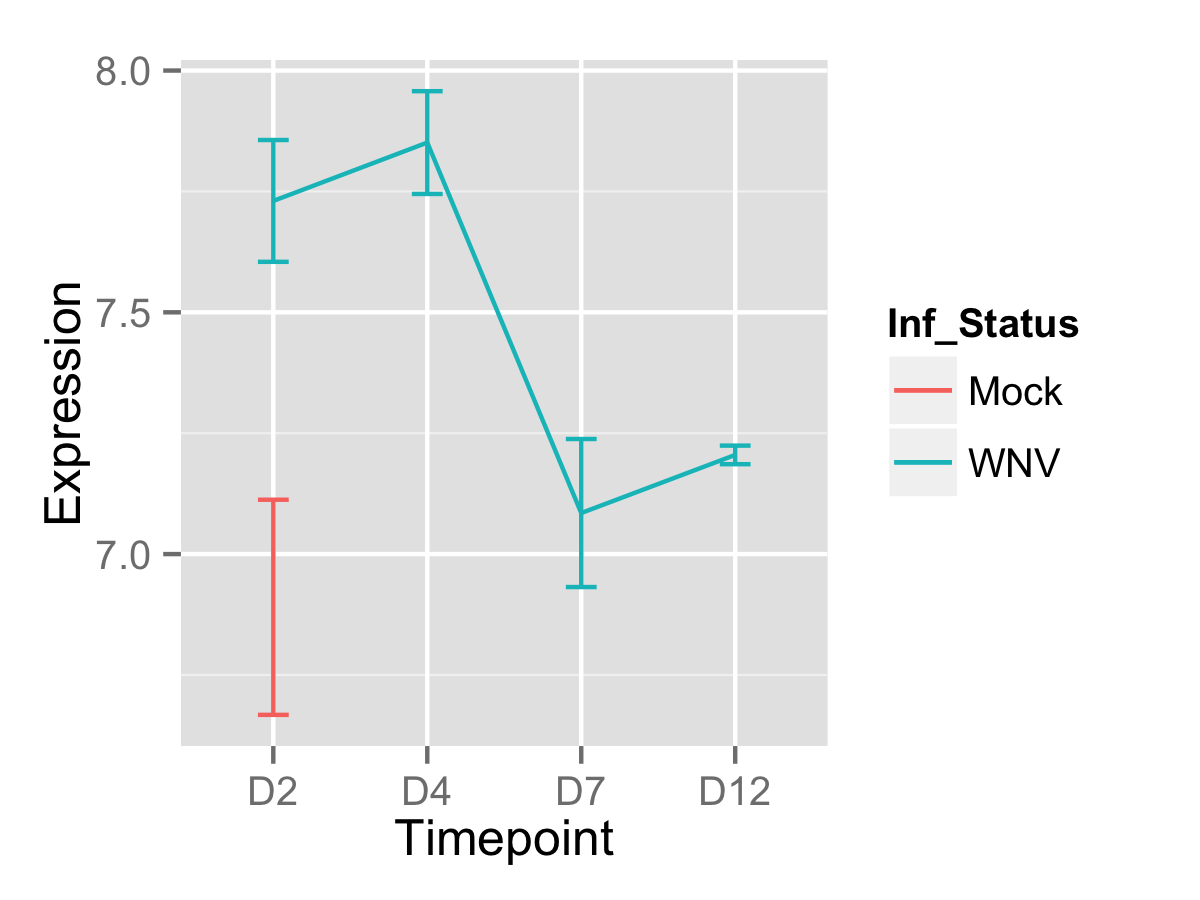 8.0
7.5
7.0
Expression
D2 D4 D7 D12
Timepoint
Inf_Status
Mock
WNV